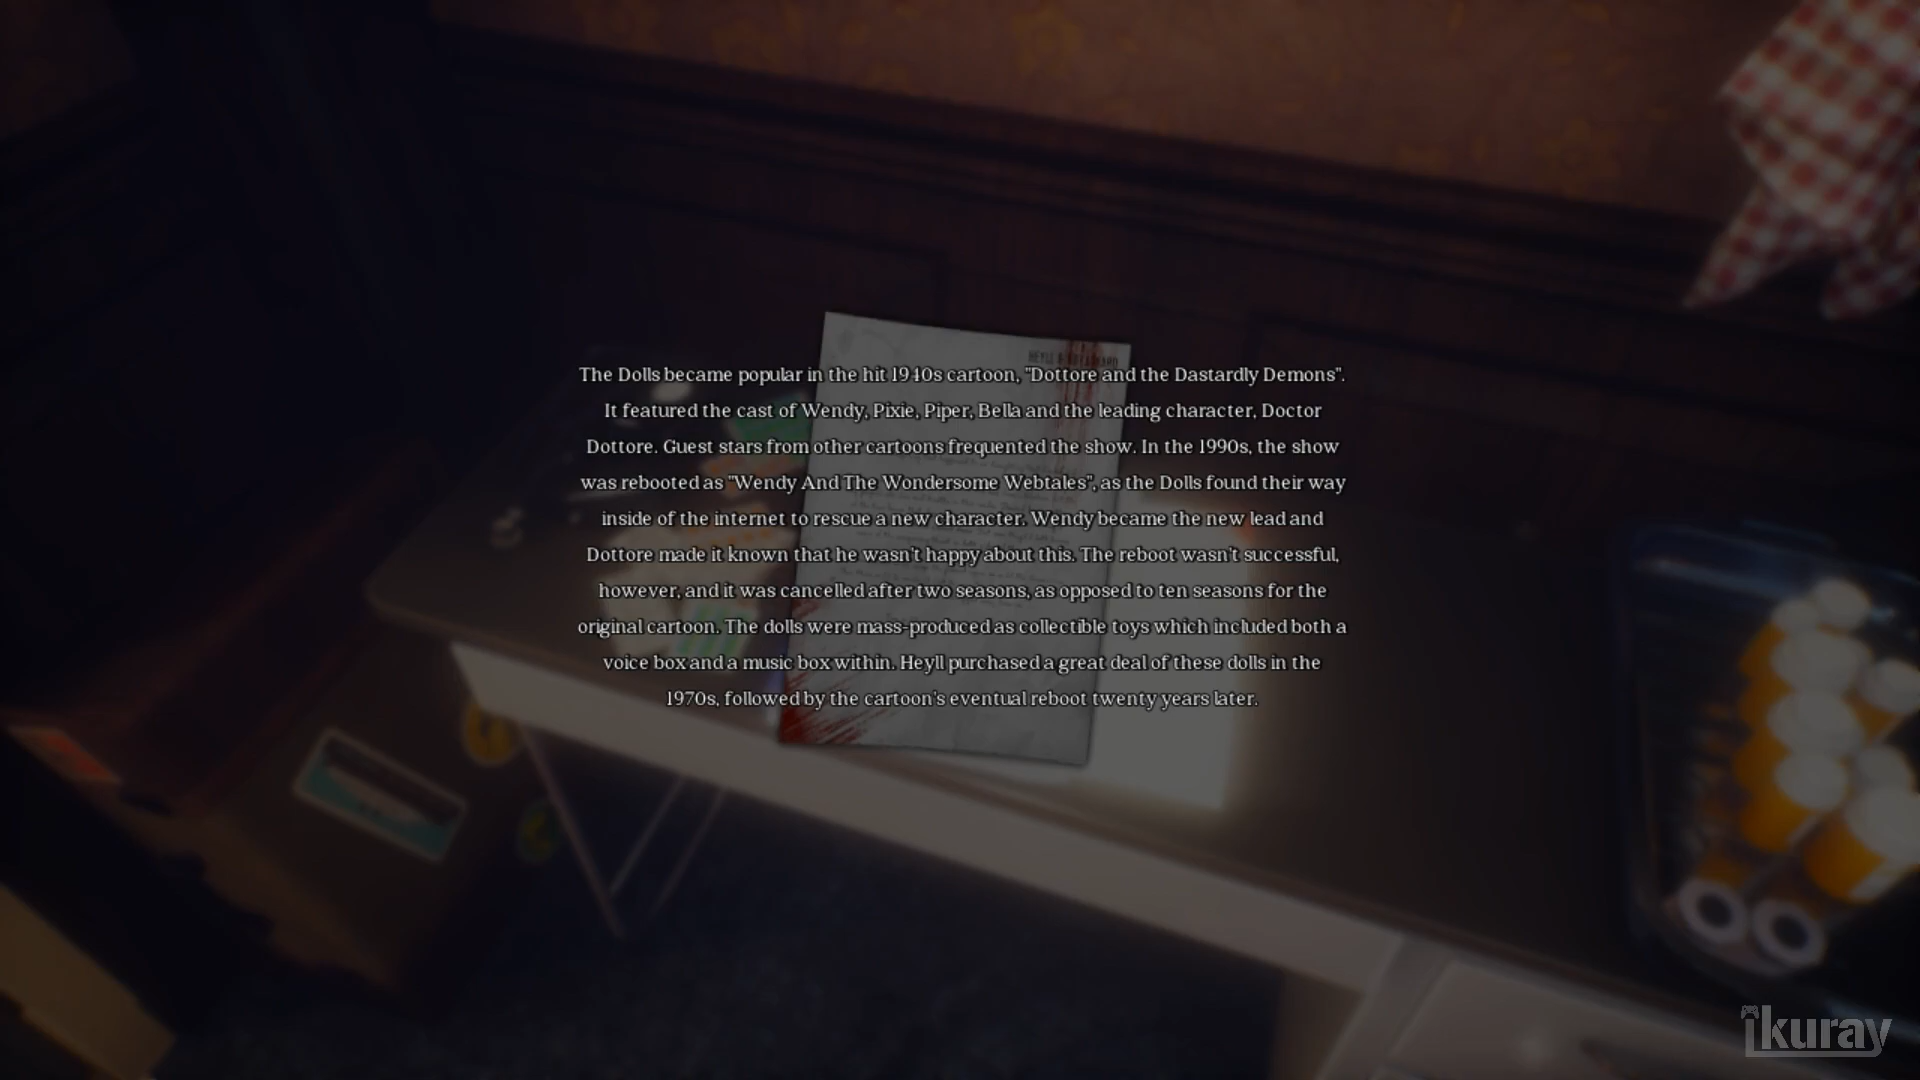 HEYLL &
The Dolls became popular in the hit 1940s cartoon, "Dottore and the Dastardly Demons".
It featured the cast of Wendy, Pixie, Piper, Bella and the leading character, Doctor
Dottore. Guest stars from other cartoons frequented the show. In the 1990s, the show
was rebooted as "Wendy And The Wondersome Webtales", as the Dolls found their way
inside of the internet to rescue a new character. Wendy became the new lead and
Dottore made it known that he wasn't happy about this. The reboot wasn't successful,
however, and it was cancelled after two seasons, as opposed to ten seasons for the
original cartoon. The dolls were mass-produced as collectible toys which included both a
voice box and a music box within. Heyll purchased a great deal of these dolls in the
1970s, followed by the cartoon's eventual reboot twenty years later.
ikuray